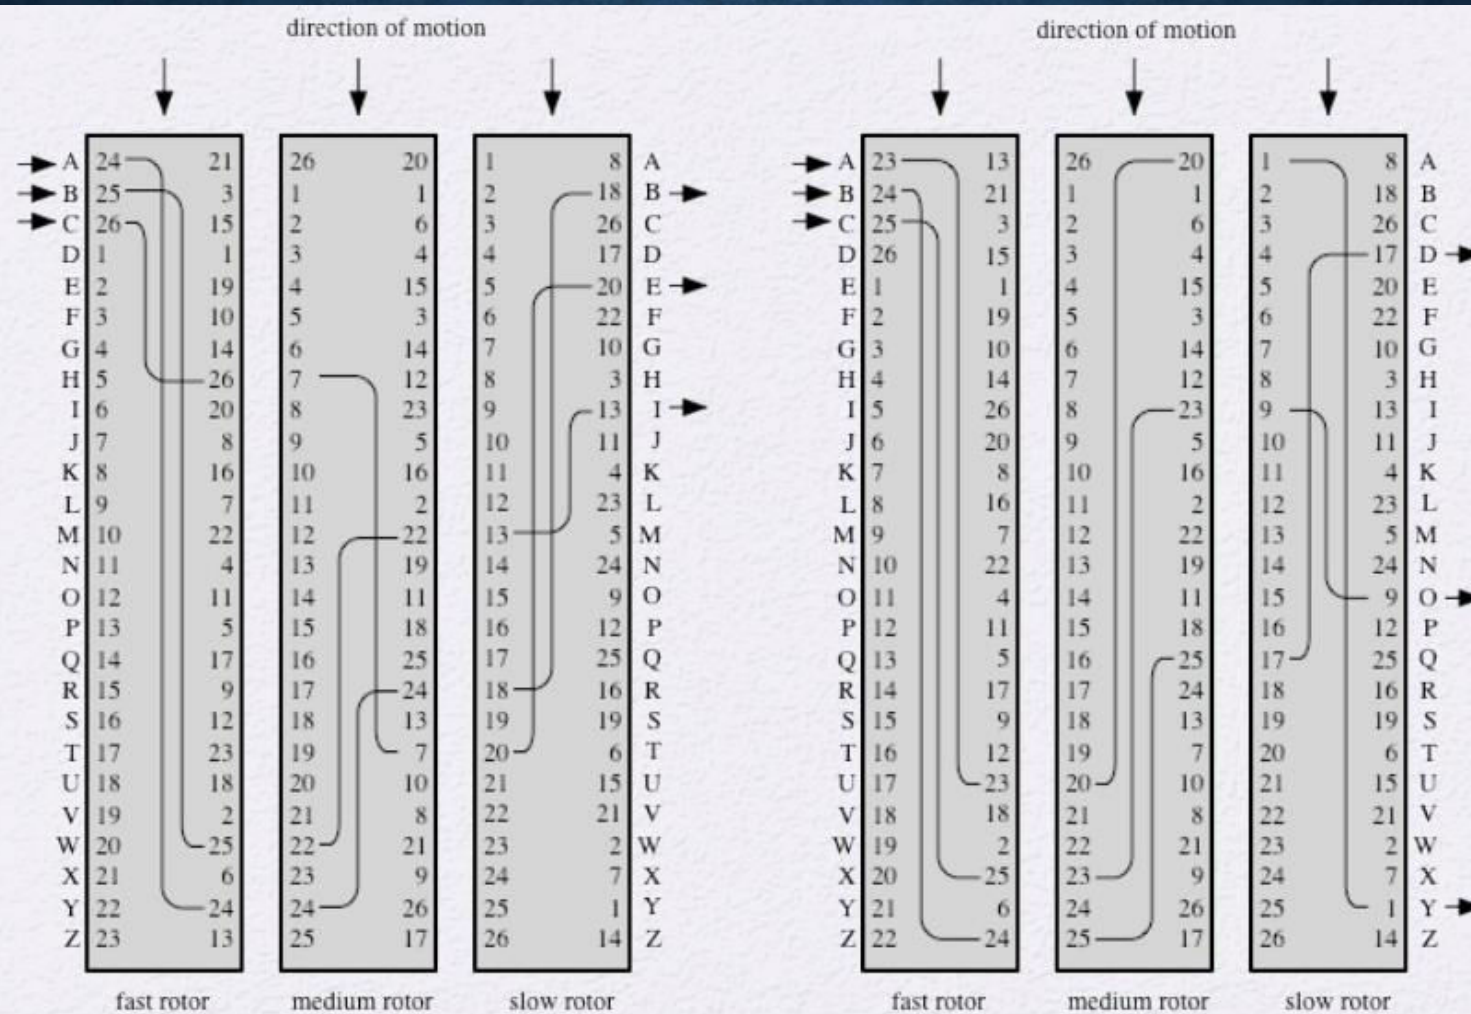 direction of motion direction of motion
A 24 21 26 20 1 8 A A 23 13 26 20 1 8 A
B 25 3 1 1 2 18 B B 24 21 1 1 2 18 B
C 26 15 2 6 3 26 C C 25 3 2 6 3 26 C
D 1 1 3 4 4 17 D D 26 15 3 4 4 17 D
E 2 19 4 15 5 20 E E 1 1 4 15 5 20 E
F 3 10 5 3 6 22 F F 2 19 5 3 6 22 F
G 4 14 6 14 7 10 G G 3 10 6 14 7 10 G
H 5 26 7 12 8 3 H H 4 14 7 12 8 3 H
I 6 20 8 23 9 13 I I 5 26 8 23 9 13 I
J 7 8 9 5 10 11 J J 6 20 9 5 10 11 J
K 8 16 10 16 11 4 K K 7 8 10 16 11 4 K
L 9 7 11 2 12 23 L L 8 16 11 2 12 23 L
M 10 22 12 22 13 5 M M 9 7 12 22 13 5 M
N 11 4 13 19 14 24 N N 10 22 13 19 14 24 N
O 12 11 14 11 15 9 O O 11 4 14 11 15 9 O
P 13 5 15 18 16 12 P P 12 11 15 18 16 12 P
Q 14 17 16 25 17 25 Q Q 13 5 16 25 17 25 Q
R 15 9 17 24 18 16 R R 14 17 17 24 18 16 R
S 16 12 18 13 19 19 S S 15 9 18 13 19 19 S
T 17 23 19 7 20 6 T T 16 12 19 7 20 6 T
U 18 18 20 10 21 15 U U 17 23 20 10 21 15 U
V 19 2 21 8 22 21 V V 18 18 21 8 22 21 V
W 20 25 22 21 23 2 W W 19 2 22 21 23 2 W
X 21 6 23 9 24 7 X X 20 25 23 9 24 7 X
Y 22 24 24 26 25 1 Y Y 21 6 24 26 25 1 Y
Z 23 13 25 17 26 14 Z Z 22 24 25 17 26 14 Z
fast rotor medium rotor slow rotor fast rotor medium rotor slow rotor